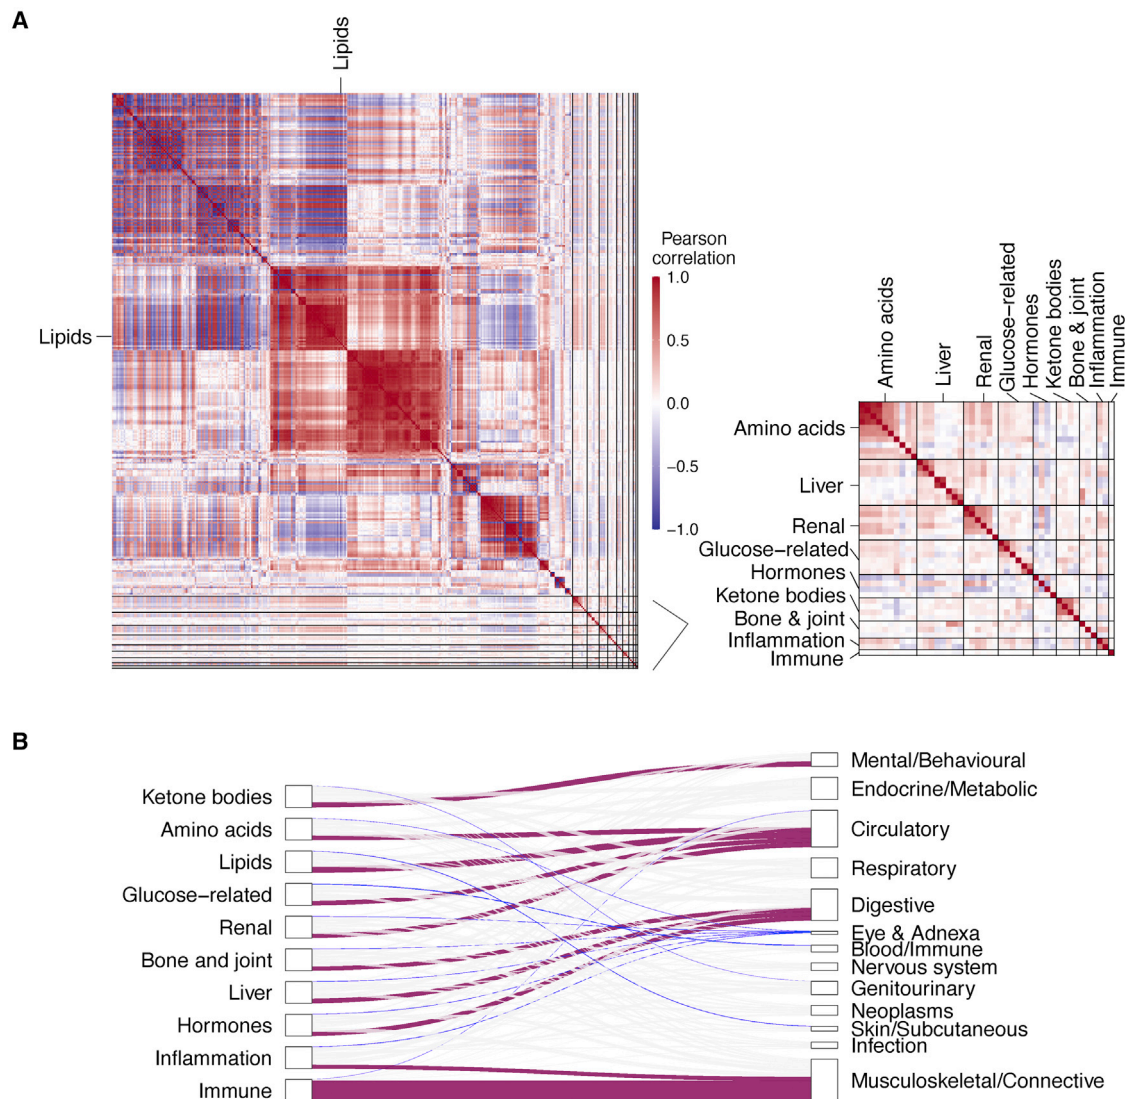 A
Lipids
Lipids
Pearson
correlation
1.0
0.5
0.0
−0.5
−1.0
Amino acids
Liver
Renal
Glucose−related
Hormones
Ketone bodies
Bone & joint
Inflammation
Immune
Amino acids
Liver
Renal
Glucose−related
Hormones
Ketone bodies
Bone & joint
Inflammation
Immune
B
Ketone bodies
Amino acids
Lipids
Glucose−related
Renal
Bone and joint
Liver
Hormones
Inflammation
Immune
Mental/Behavioural
Endocrine/Metabolic
Circulatory
Respiratory
Digestive
Eye & Adnexa
Blood/Immune
Nervous system
Genitourinary
Neoplasms
Skin/Subcutaneous
Infection
Musculoskeletal/Connective